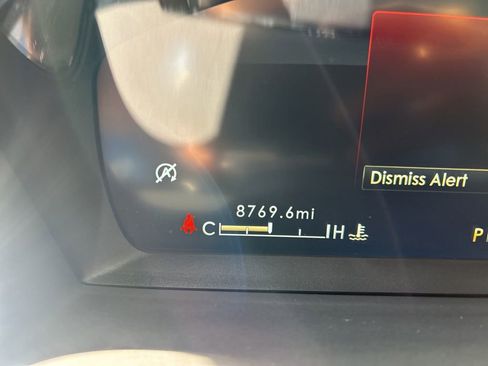 Dismiss Alert
8769.6mi
C H
P